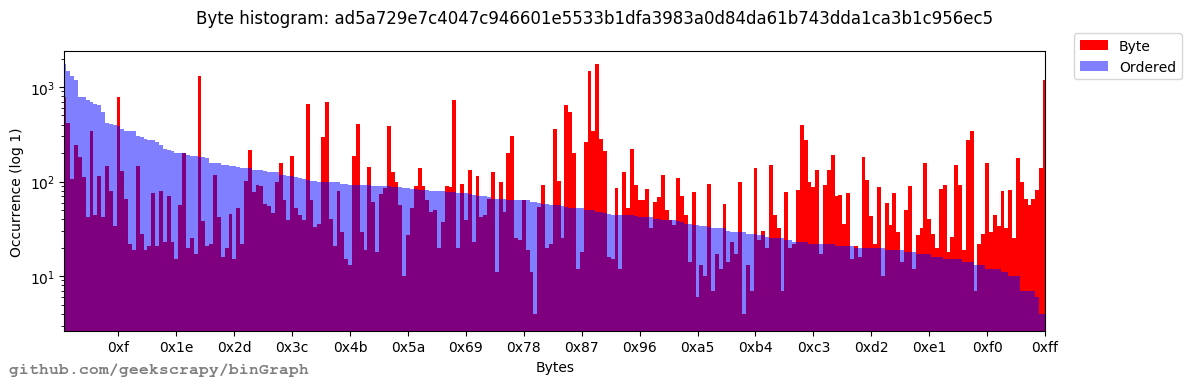 Byte histogram: ad5a729e7c4047c946601e5533b1dfa3983a0d84da61b743dda1ca3b1c956ec5
Byte
Ordered
Occurrence (log 1)
10³
10²
10¹
0xf 0x1e 0x2d 0x3c 0x4b 0x5a 0x69 0x78 0x87 0x96 0xa5 0xb4 0xc3 0xd2 0xe1 0xf0 0xff
Bytes
github.com/geekscrapy/binGraph